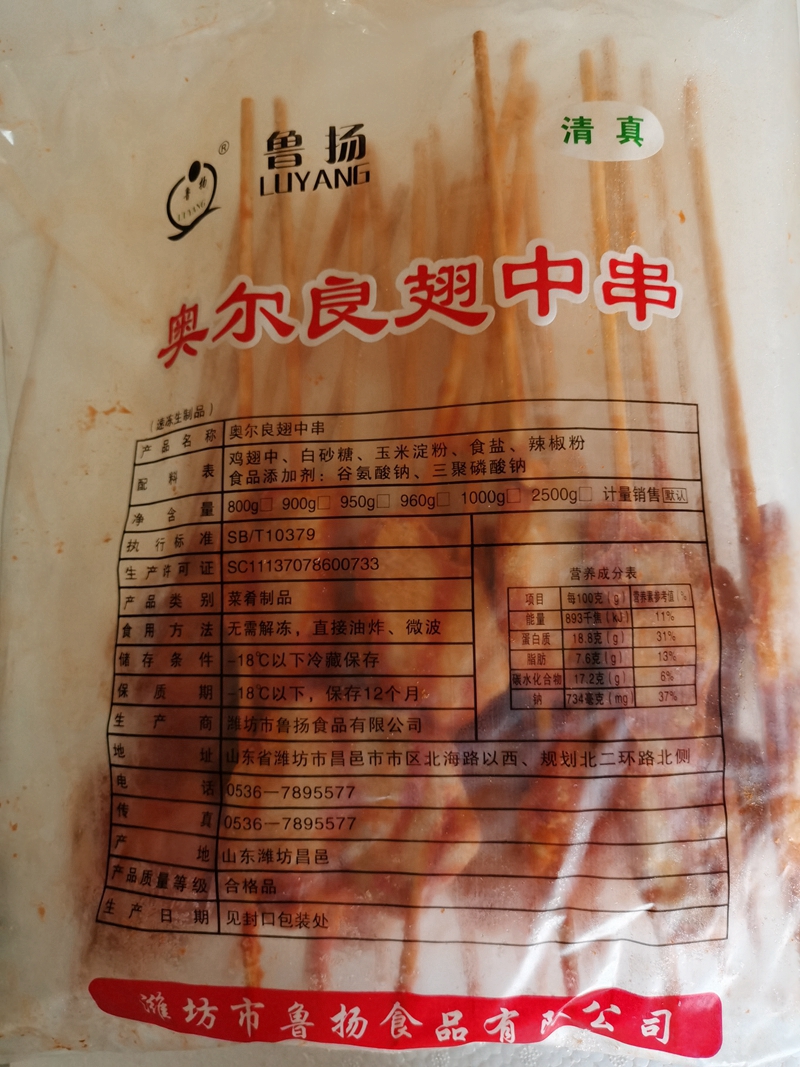 鲁扬
LUYANG
®
鲁扬
LUYANG
清真
奥尔良翅中串
（速冻生制品）
产品名称 奥尔良翅中串
配料表 鸡翅中、白砂糖、玉米淀粉、食盐、辣椒粉
食品添加剂：谷氨酸钠、三聚磷酸钠
净含量 800g□ 900g□ 950g□ 960g□ 1000g□ 2500g□ 计量销售默认
执行标准 SB/T10379
生产许可证 SC11137078600733
产品类别 菜肴制品
食用方法 无需解冻，直接油炸、微波
储存条件 -18℃以下冷藏保存
保质期 -18℃以下，保存12个月
营养成分表
项目 每100克（g） 营养素参考值%
能量 893千焦（kJ） 11%
蛋白质 18.8克（g） 31%
脂肪 7.6克（g） 13%
碳水化合物 17.2克（g） 6%
钠 734毫克（mg） 37%
生产商 潍坊市鲁扬食品有限公司
地址 山东省潍坊市昌邑市市区北海路以西、规划北二环路北侧
电话 0536—7895577
传真 0536—7895577
产地 山东潍坊昌邑
产品质量等级 合格品
生产日期 见封口包装处
潍坊市鲁扬食品有限公司